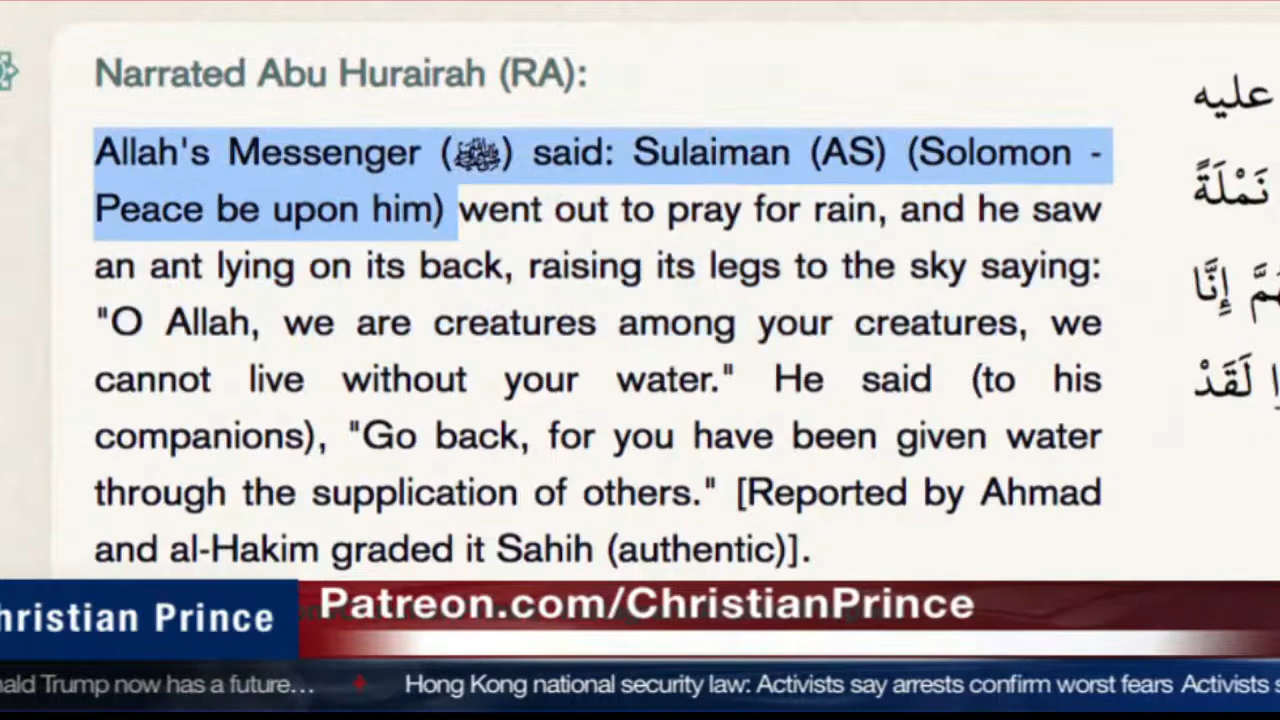 Narrated Abu Hurairah (RA):
Allah's Messenger (ﷺ) said: Sulaiman (AS) (Solomon -
Peace be upon him) went out to pray for rain, and he saw
an ant lying on its back, raising its legs to the sky saying:
"O Allah, we are creatures among your creatures, we
cannot live without your water." He said (to his
companions), "Go back, for you have been given water
through the supplication of others." [Reported by Ahmad
and al-Hakim graded it Sahih (authentic)].
عليه
نَمْلَةً
إِنَّا
لَقَدْ
hristian Prince
Patreon.com/ChristianPrince
nald Trump now has a future... Hong Kong national security law: Activists say arrests confirm worst fears Activists s